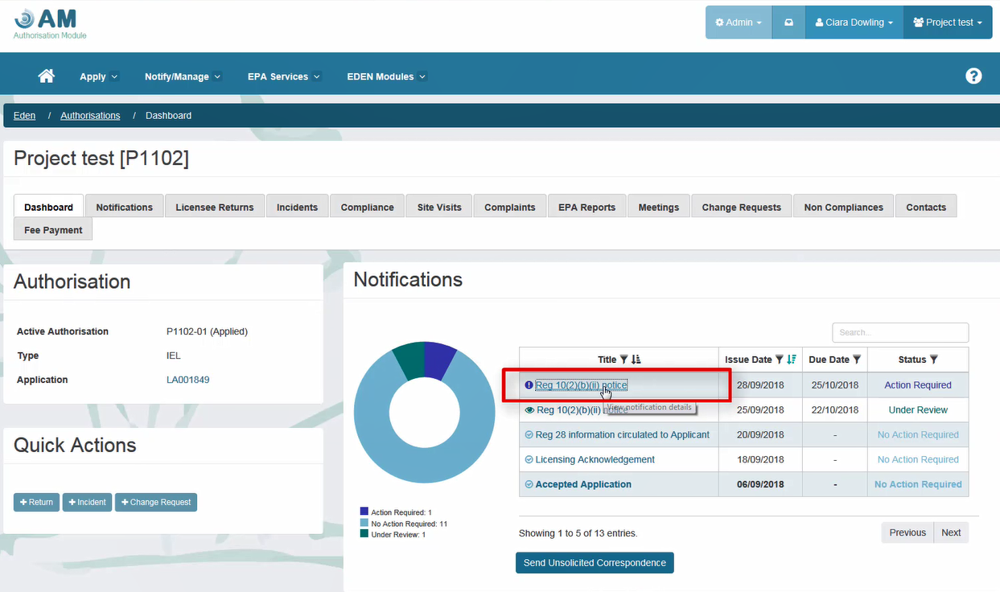 AM
Authorisation Module
Admin
Ciara Dowling
Project test
Apply
Notify/Manage
EPA Services
EDEN Modules
?
Eden / Authorisations / Dashboard
Project test [P1102]
Dashboard
Notifications
Licensee Returns
Incidents
Compliance
Site Visits
Complaints
EPA Reports
Meetings
Change Requests
Non Compliances
Contacts
Fee Payment
Authorisation
Active Authorisation P1102-01 (Applied)
Type IEL
Application LA001849
Quick Actions
+ Return
+ Incident
+ Change Request
Notifications
Action Required: 1
No Action Required: 11
Under Review: 1
Search...
Title Issue Date Due Date Status
Reg 10(2)(b)(ii) notice 28/09/2018 25/10/2018 Action Required
View notification details
Reg 10(2)(b)(ii) notice 25/09/2018 22/10/2018 Under Review
Reg 28 information circulated to Applicant 20/09/2018 - No Action Required
Licensing Acknowledgement 18/09/2018 - No Action Required
Accepted Application 06/09/2018 - No Action Required
Showing 1 to 5 of 13 entries.
Previous
Next
Send Unsolicited Correspondence